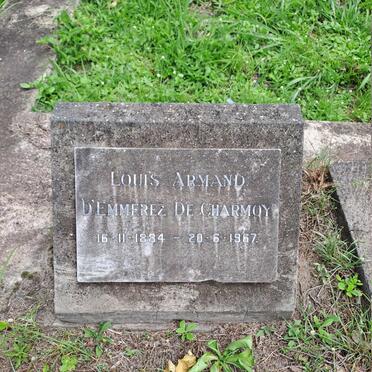 Louis Armand
D'Emmerez De Charmoy
16-11-1884 - 20-6-1967